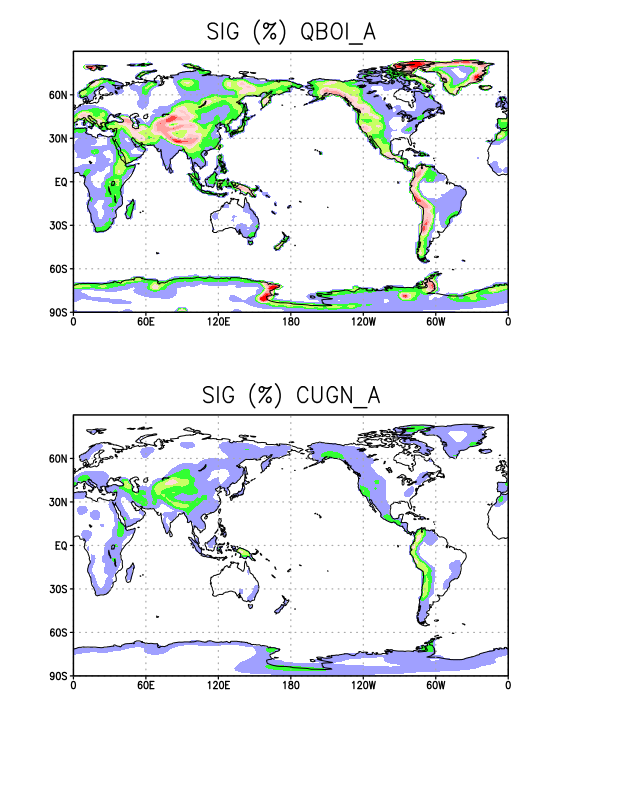 SIG (%) QBOI_A
60N
30N
EQ
30S
60S
90S
0 60E 120E 180 120W 60W 0
SIG (%) CUGN_A
60N
30N
EQ
30S
60S
90S
0 60E 120E 180 120W 60W 0